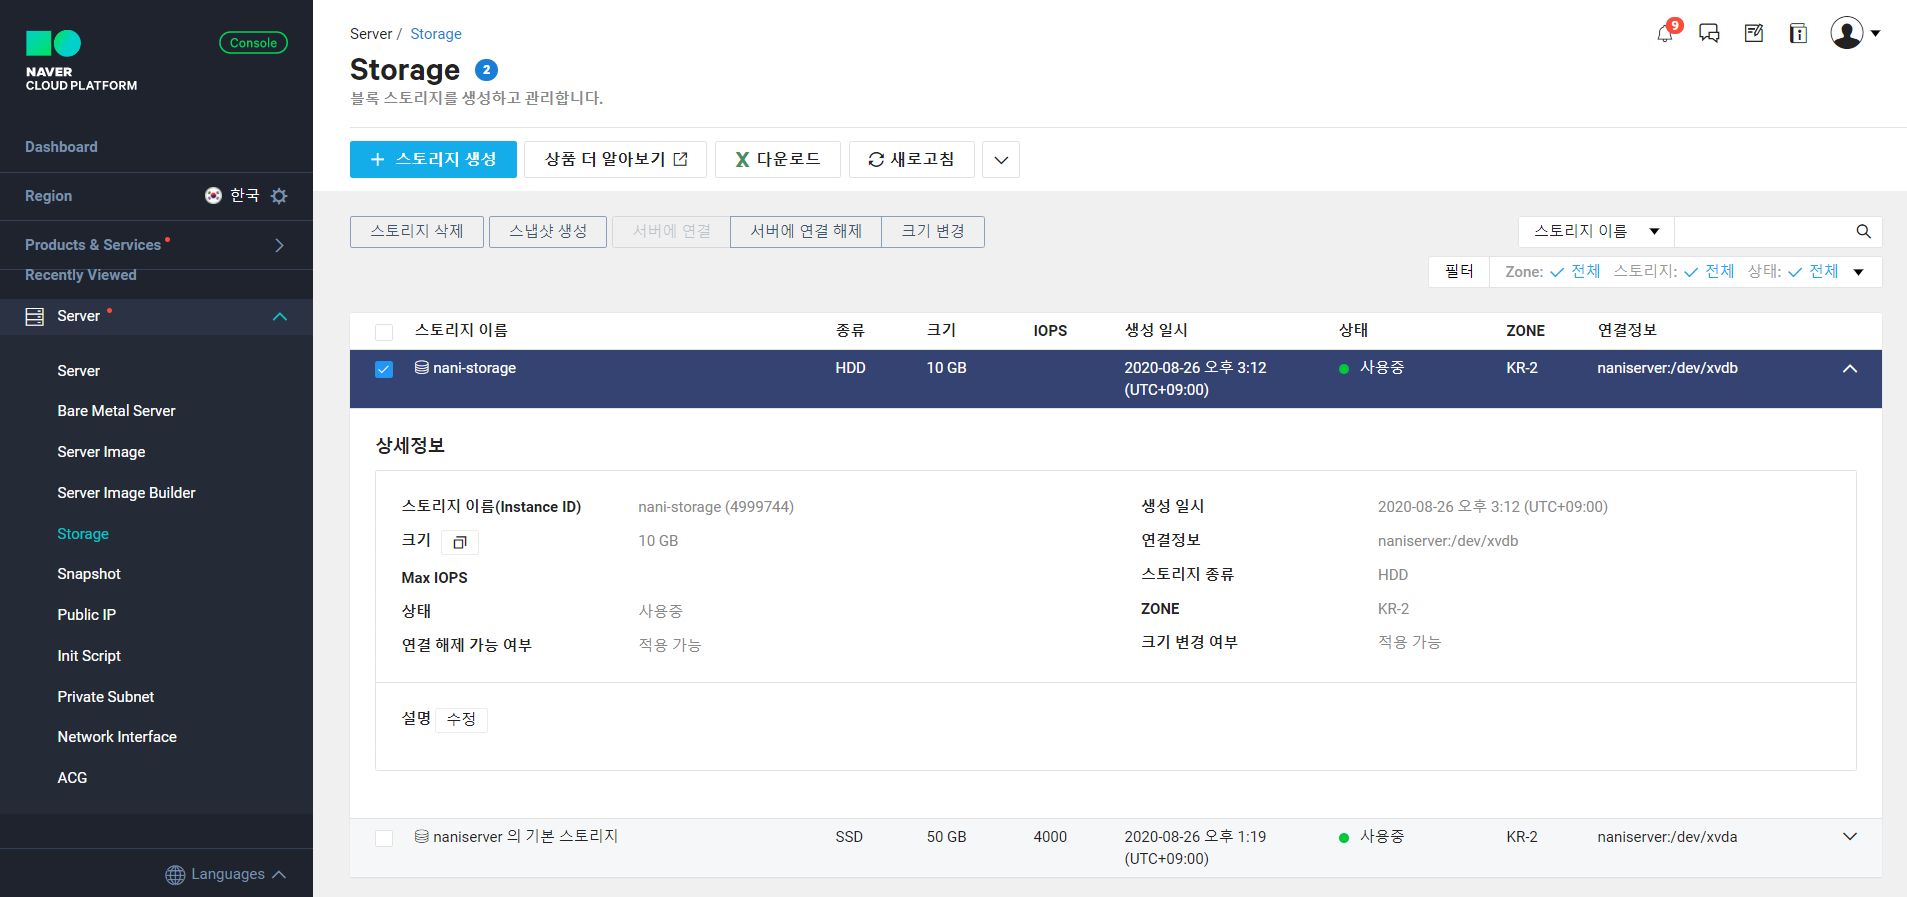 NAVER
CLOUD PLATFORM
Console
Dashboard
Region 한국
Products & Services
Recently Viewed
Server
Server
Bare Metal Server
Server Image
Server Image Builder
Storage
Snapshot
Public IP
Init Script
Private Subnet
Network Interface
ACG
Languages
Server / Storage
9
Storage 2
블록 스토리지를 생성하고 관리합니다.
+ 스토리지 생성 상품 더 알아보기 다운로드 새로고침
스토리지 삭제 스냅샷 생성 서버에 연결 서버에 연결 해제 크기 변경 스토리지 이름
필터 Zone: 전체 스토리지: 전체 상태: 전체
스토리지 이름 종류 크기 IOPS 생성 일시 상태 ZONE 연결정보
nani-storage HDD 10 GB 2020-08-26 오후 3:12 사용중 KR-2 naniserver:/dev/xvdb
(UTC+09:00)
상세정보
스토리지 이름(Instance ID) nani-storage (4999744) 생성 일시 2020-08-26 오후 3:12 (UTC+09:00)
크기 10 GB 연결정보 naniserver:/dev/xvdb
Max IOPS 스토리지 종류 HDD
상태 사용중 ZONE KR-2
연결 해제 가능 여부 적용 가능 크기 변경 여부 적용 가능
설명 수정
naniserver 의 기본 스토리지 SSD 50 GB 4000 2020-08-26 오후 1:19 사용중 KR-2 naniserver:/dev/xvda
(UTC+09:00)